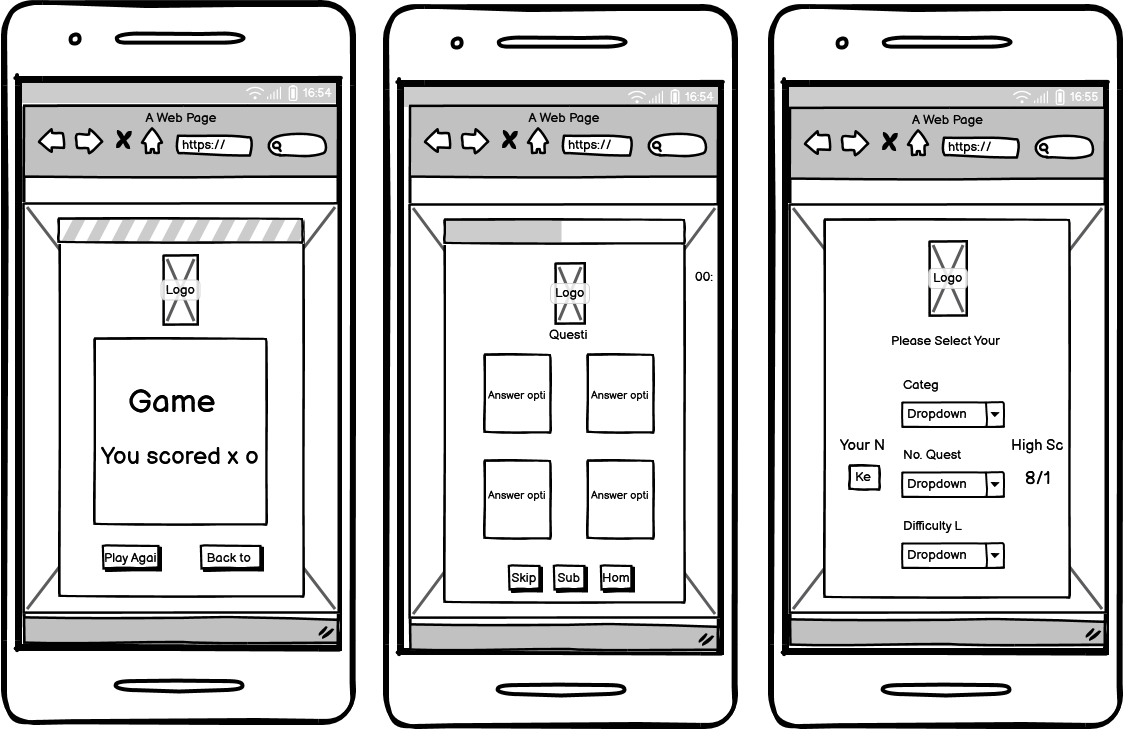 16:54
A Web Page
https://
Logo
Game
You scored x o
Play Agai
Back to
16:54
A Web Page
https://
00:
Logo
Questi
Answer opti
Answer opti
Answer opti
Answer opti
Skip
Sub
Hom
16:55
A Web Page
https://
Logo
Please Select Your
Categ
Dropdown
Your N
High Sc
No. Quest
Ke
Dropdown
8/1
Difficulty L
Dropdown